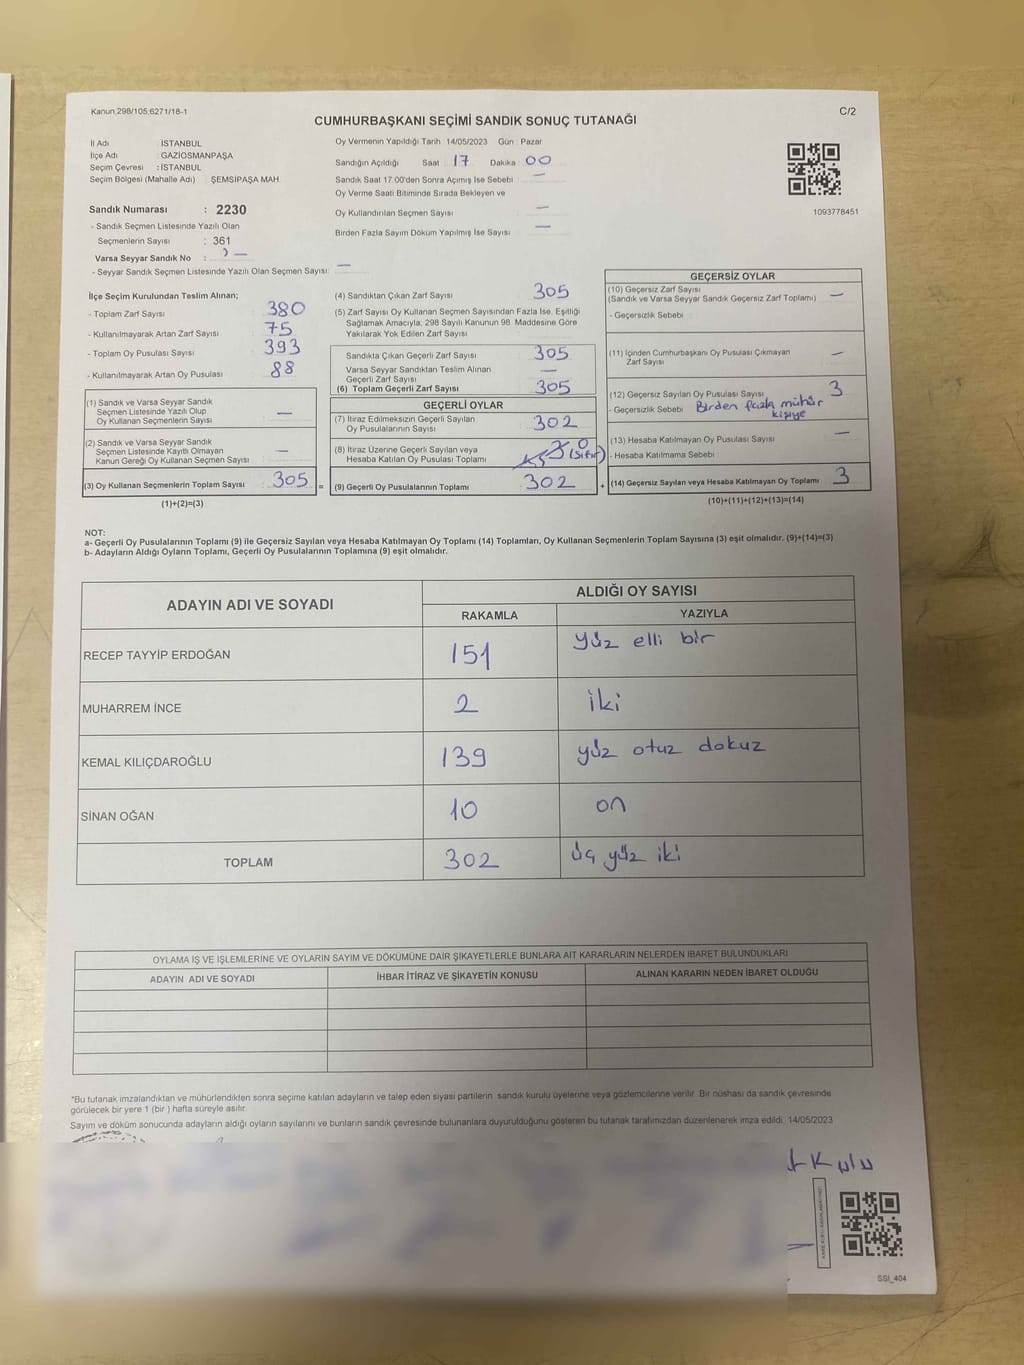 Kanun,298/105,6271/18-1
C/2
CUMHURBAŞKANI SEÇİMİ SANDIK SONUÇ TUTANAĞI
İl Adı : İSTANBUL
İlçe Adı : GAZİOSMANPAŞA
Seçim Çevresi : İSTANBUL
Seçim Bölgesi (Mahalle Adı) : ŞEMSİPAŞA MAH.
Oy Vermenin Yapıldığı Tarih 14/05/2023 Gün : Pazar
Sandığın Açıldığı Saat 17 Dakika 00
Sandık Saat 17.00'den Sonra Açımış İse Sebebi —
Oy Verme Saati Bitiminde Sırada Bekleyen ve
Oy Kullandırılan Seçmen Sayısı —
Birden Fazla Sayım Döküm Yapılmış İse Sayısı —
1093778451
Sandık Numarası : 2230
- Sandık Seçmen Listesinde Yazılı Olan
Seçmenlerin Sayısı : 361
Varsa Seyyar Sandık No : —
- Seyyar Sandık Seçmen Listesinde Yazılı Olan Seçmen Sayısı: —
İlçe Seçim Kurulundan Teslim Alınan;
- Toplam Zarf Sayısı 380
- Kullanılmayarak Artan Zarf Sayısı 75
- Toplam Oy Pusulası Sayısı 393
- Kullanılmayarak Artan Oy Pusulası 88
(1) Sandık ve Varsa Seyyar Sandık
Seçmen Listesinde Yazılı Olup
Oy Kullanan Seçmenlerin Sayısı —
(2) Sandık ve Varsa Seyyar Sandık
Seçmen Listesinde Kayıtlı Olmayan
Kanun Gereği Oy Kullanan Seçmen Sayısı —
(3) Oy Kullanan Seçmenlerin Toplam Sayısı 305 =
(1)+(2)=(3)
(4) Sandıktan Çıkan Zarf Sayısı 305
(5) Zarf Sayısı Oy Kullanan Seçmen Sayısından Fazla İse, Eşitliği
Sağlamak Amacıyla, 298 Sayılı Kanunun 98. Maddesine Göre
Yakılarak Yok Edilen Zarf Sayısı
Sandıkta Çıkan Geçerli Zarf Sayısı 305
Varsa Seyyar Sandıktan Teslim Alınan
Geçerli Zarf Sayısı —
(6) Toplam Geçerli Zarf Sayısı 305
GEÇERLİ OYLAR
(7) İtiraz Edilmeksizin Geçerli Sayılan
Oy Pusulalarının Sayısı 302
(8) İtiraz Üzerine Geçerli Sayılan veya
Hesaba Katılan Oy Pusulası Toplamı 0 (Sıfır)
(9) Geçerli Oy Pusulalarının Toplamı 302 +
GEÇERSİZ OYLAR
(10) Geçersiz Zarf Sayısı
(Sandık ve Varsa Seyyar Sandık Geçersiz Zarf Toplamı) —
- Geçersizlik Sebebi
(11) İçinden Cumhurbaşkanı Oy Pusulası Çıkmayan
Zarf Sayısı —
(12) Geçersiz Sayılan Oy Pusulası Sayısı 3
- Geçersizlik Sebebi Birden fazla mühür
kişiye
(13) Hesaba Katılmayan Oy Pusulası Sayısı —
- Hesaba Katılmama Sebebi
(14) Geçersiz Sayılan veya Hesaba Katılmayan Oy Toplamı 3
(10)+(11)+(12)+(13)=(14)
NOT:
a- Geçerli Oy Pusulalarının Toplamı (9) ile Geçersiz Sayılan veya Hesaba Katılmayan Oy Toplamı (14) Toplamları, Oy Kullanan Seçmenlerin Toplam Sayısına (3) eşit olmalıdır. (9)+(14)=(3)
b- Adayların Aldığı Oyların Toplamı, Geçerli Oy Pusulalarının Toplamına (9) eşit olmalıdır.
ADAYIN ADI VE SOYADI
ALDIĞI OY SAYISI
RAKAMLA YAZIYLA
RECEP TAYYİP ERDOĞAN 151 yüz elli bir
MUHARREM İNCE 2 iki
KEMAL KILIÇDAROĞLU 139 yüz otuz dokuz
SİNAN OĞAN 10 on
TOPLAM 302 üç yüz iki
OYLAMA İŞ VE İŞLEMLERİNE VE OYLARIN SAYIM VE DÖKÜMÜNE DAİR ŞİKAYETLERLE BUNLARA AİT KARARLARIN NELERDEN İBARET BULUNDUKLARI
ADAYIN ADI VE SOYADI İHBAR İTİRAZ VE ŞİKAYETİN KONUSU ALINAN KARARIN NEDEN İBARET OLDUĞU
*Bu tutanak imzalandıktan ve mühürlendikten sonra seçime katılan adayların ve talep eden siyasi partilerin sandık kurulu üyelerine veya gözlemcilerine verilir. Bir nüshası da sandık çevresinde
görülecek bir yere 1 (bir ) hafta süreyle asılır.
Sayım ve döküm sonucunda adayların aldığı oyların sayılarını ve bunların sandık çevresinde bulunanlara duyurulduğunu gösteren bu tutanak tarafımızdan düzenlenerek imza edildi. 14/05/2023
SSI_404